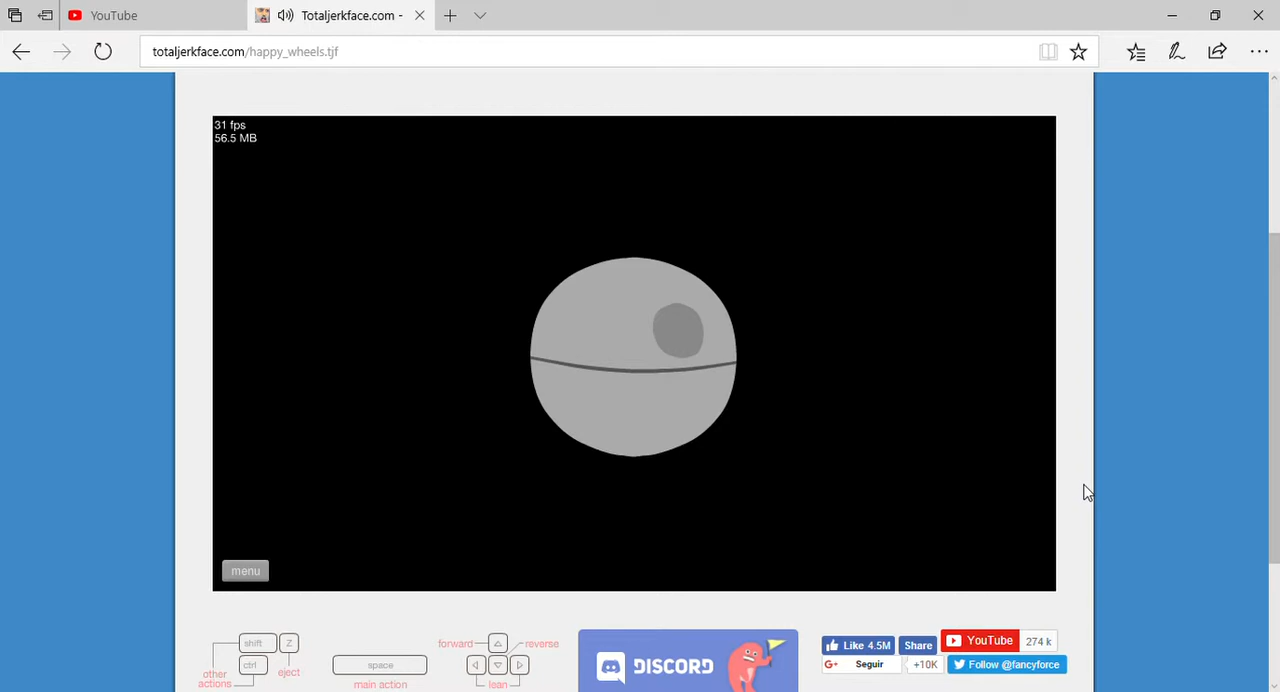 YouTube
Totaljerkface.com -
totaljerkface.com/happy_wheels.tjf
31 fps
56.5 MB
menu
shift
Z
ctrl
eject
other
actions
space
main action
forward
reverse
lean
DISCORD
Like 4.5M
Share
YouTube
274 k
G+
Seguir
+10K
Follow @fancyforce